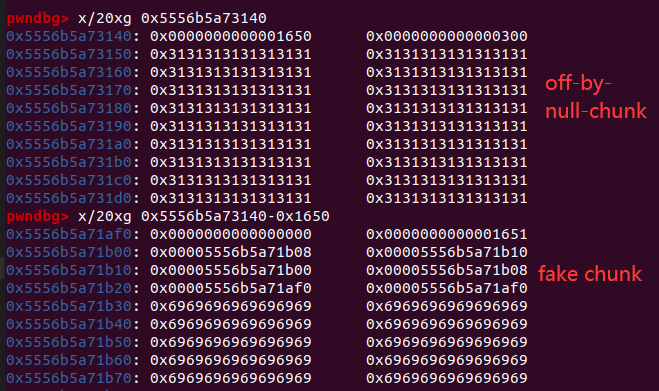 pwndbg> x/20xg 0x5556b5a73140
0x5556b5a73140: 0x0000000000001650 0x0000000000000300
0x5556b5a73150: 0x3131313131313131 0x3131313131313131
0x5556b5a73160: 0x3131313131313131 0x3131313131313131
0x5556b5a73170: 0x3131313131313131 0x3131313131313131
0x5556b5a73180: 0x3131313131313131 0x3131313131313131
0x5556b5a73190: 0x3131313131313131 0x3131313131313131
0x5556b5a731a0: 0x3131313131313131 0x3131313131313131
0x5556b5a731b0: 0x3131313131313131 0x3131313131313131
0x5556b5a731c0: 0x3131313131313131 0x3131313131313131
0x5556b5a731d0: 0x3131313131313131 0x3131313131313131
off-by-
null-chunk
pwndbg> x/20xg 0x5556b5a73140-0x1650
0x5556b5a71af0: 0x0000000000000000 0x0000000000001651
0x5556b5a71b00: 0x00005556b5a71b08 0x00005556b5a71b10
0x5556b5a71b10: 0x00005556b5a71b00 0x00005556b5a71b08
0x5556b5a71b20: 0x00005556b5a71af0 0x00005556b5a71af0
0x5556b5a71b30: 0x6969696969696969 0x6969696969696969
0x5556b5a71b40: 0x6969696969696969 0x6969696969696969
0x5556b5a71b50: 0x6969696969696969 0x6969696969696969
0x5556b5a71b60: 0x6969696969696969 0x6969696969696969
0x5556b5a71b70: 0x6969696969696969 0x6969696969696969
fake chunk